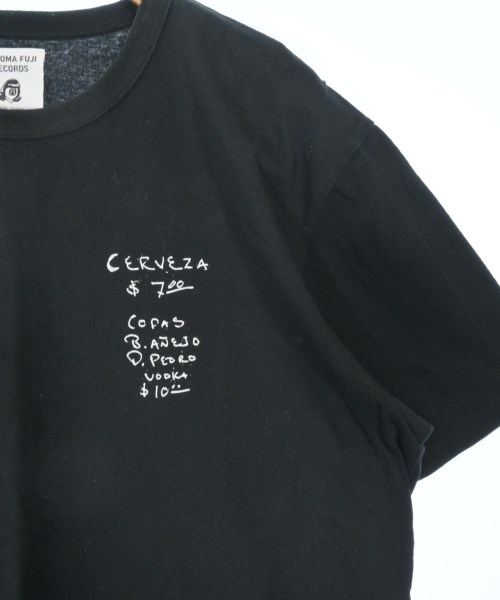 OMA FUJI
ECORDS
CERVEZA
$ 7.00
COPAS
B. AÑEJO
D. PEDRO
VODKA
$10.00